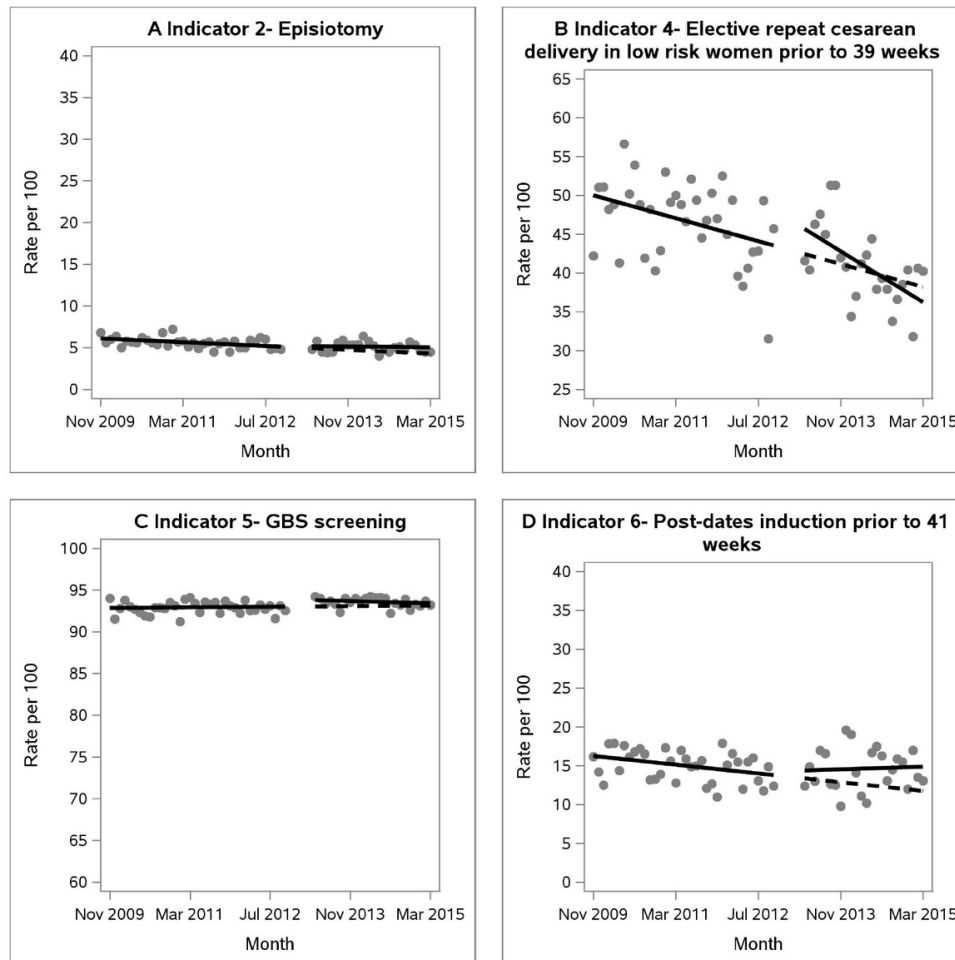 A Indicator 2- Episiotomy
40
35
30
25
20
15
10
5
0
Rate per 100
Nov 2009 Mar 2011 Jul 2012 Nov 2013 Mar 2015
Month
B Indicator 4- Elective repeat cesarean
delivery in low risk women prior to 39 weeks
65
60
55
50
45
40
35
30
25
Rate per 100
Nov 2009 Mar 2011 Jul 2012 Nov 2013 Mar 2015
Month
C Indicator 5- GBS screening
100
95
90
85
80
75
70
65
60
Rate per 100
Nov 2009 Mar 2011 Jul 2012 Nov 2013 Mar 2015
Month
D Indicator 6- Post-dates induction prior to 41
weeks
40
35
30
25
20
15
10
5
0
Rate per 100
Nov 2009 Mar 2011 Jul 2012 Nov 2013 Mar 2015
Month